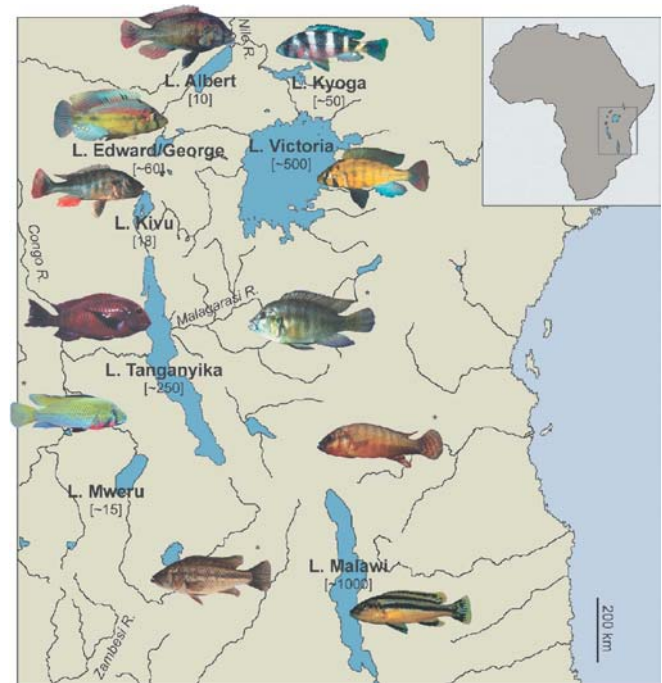 Nile R.
L. Albert
[10]
L. Kyoga
[~50]
L. Edward/George
[~60]
L. Victoria
[~500]
L. Kivu
[18]
Congo R.
Malagarasi R.
*
L. Tanganyika
[~250]
*
*
L. Mweru
[~15]
*
L. Malawi
[~1000]
Zambesi R.
200 km